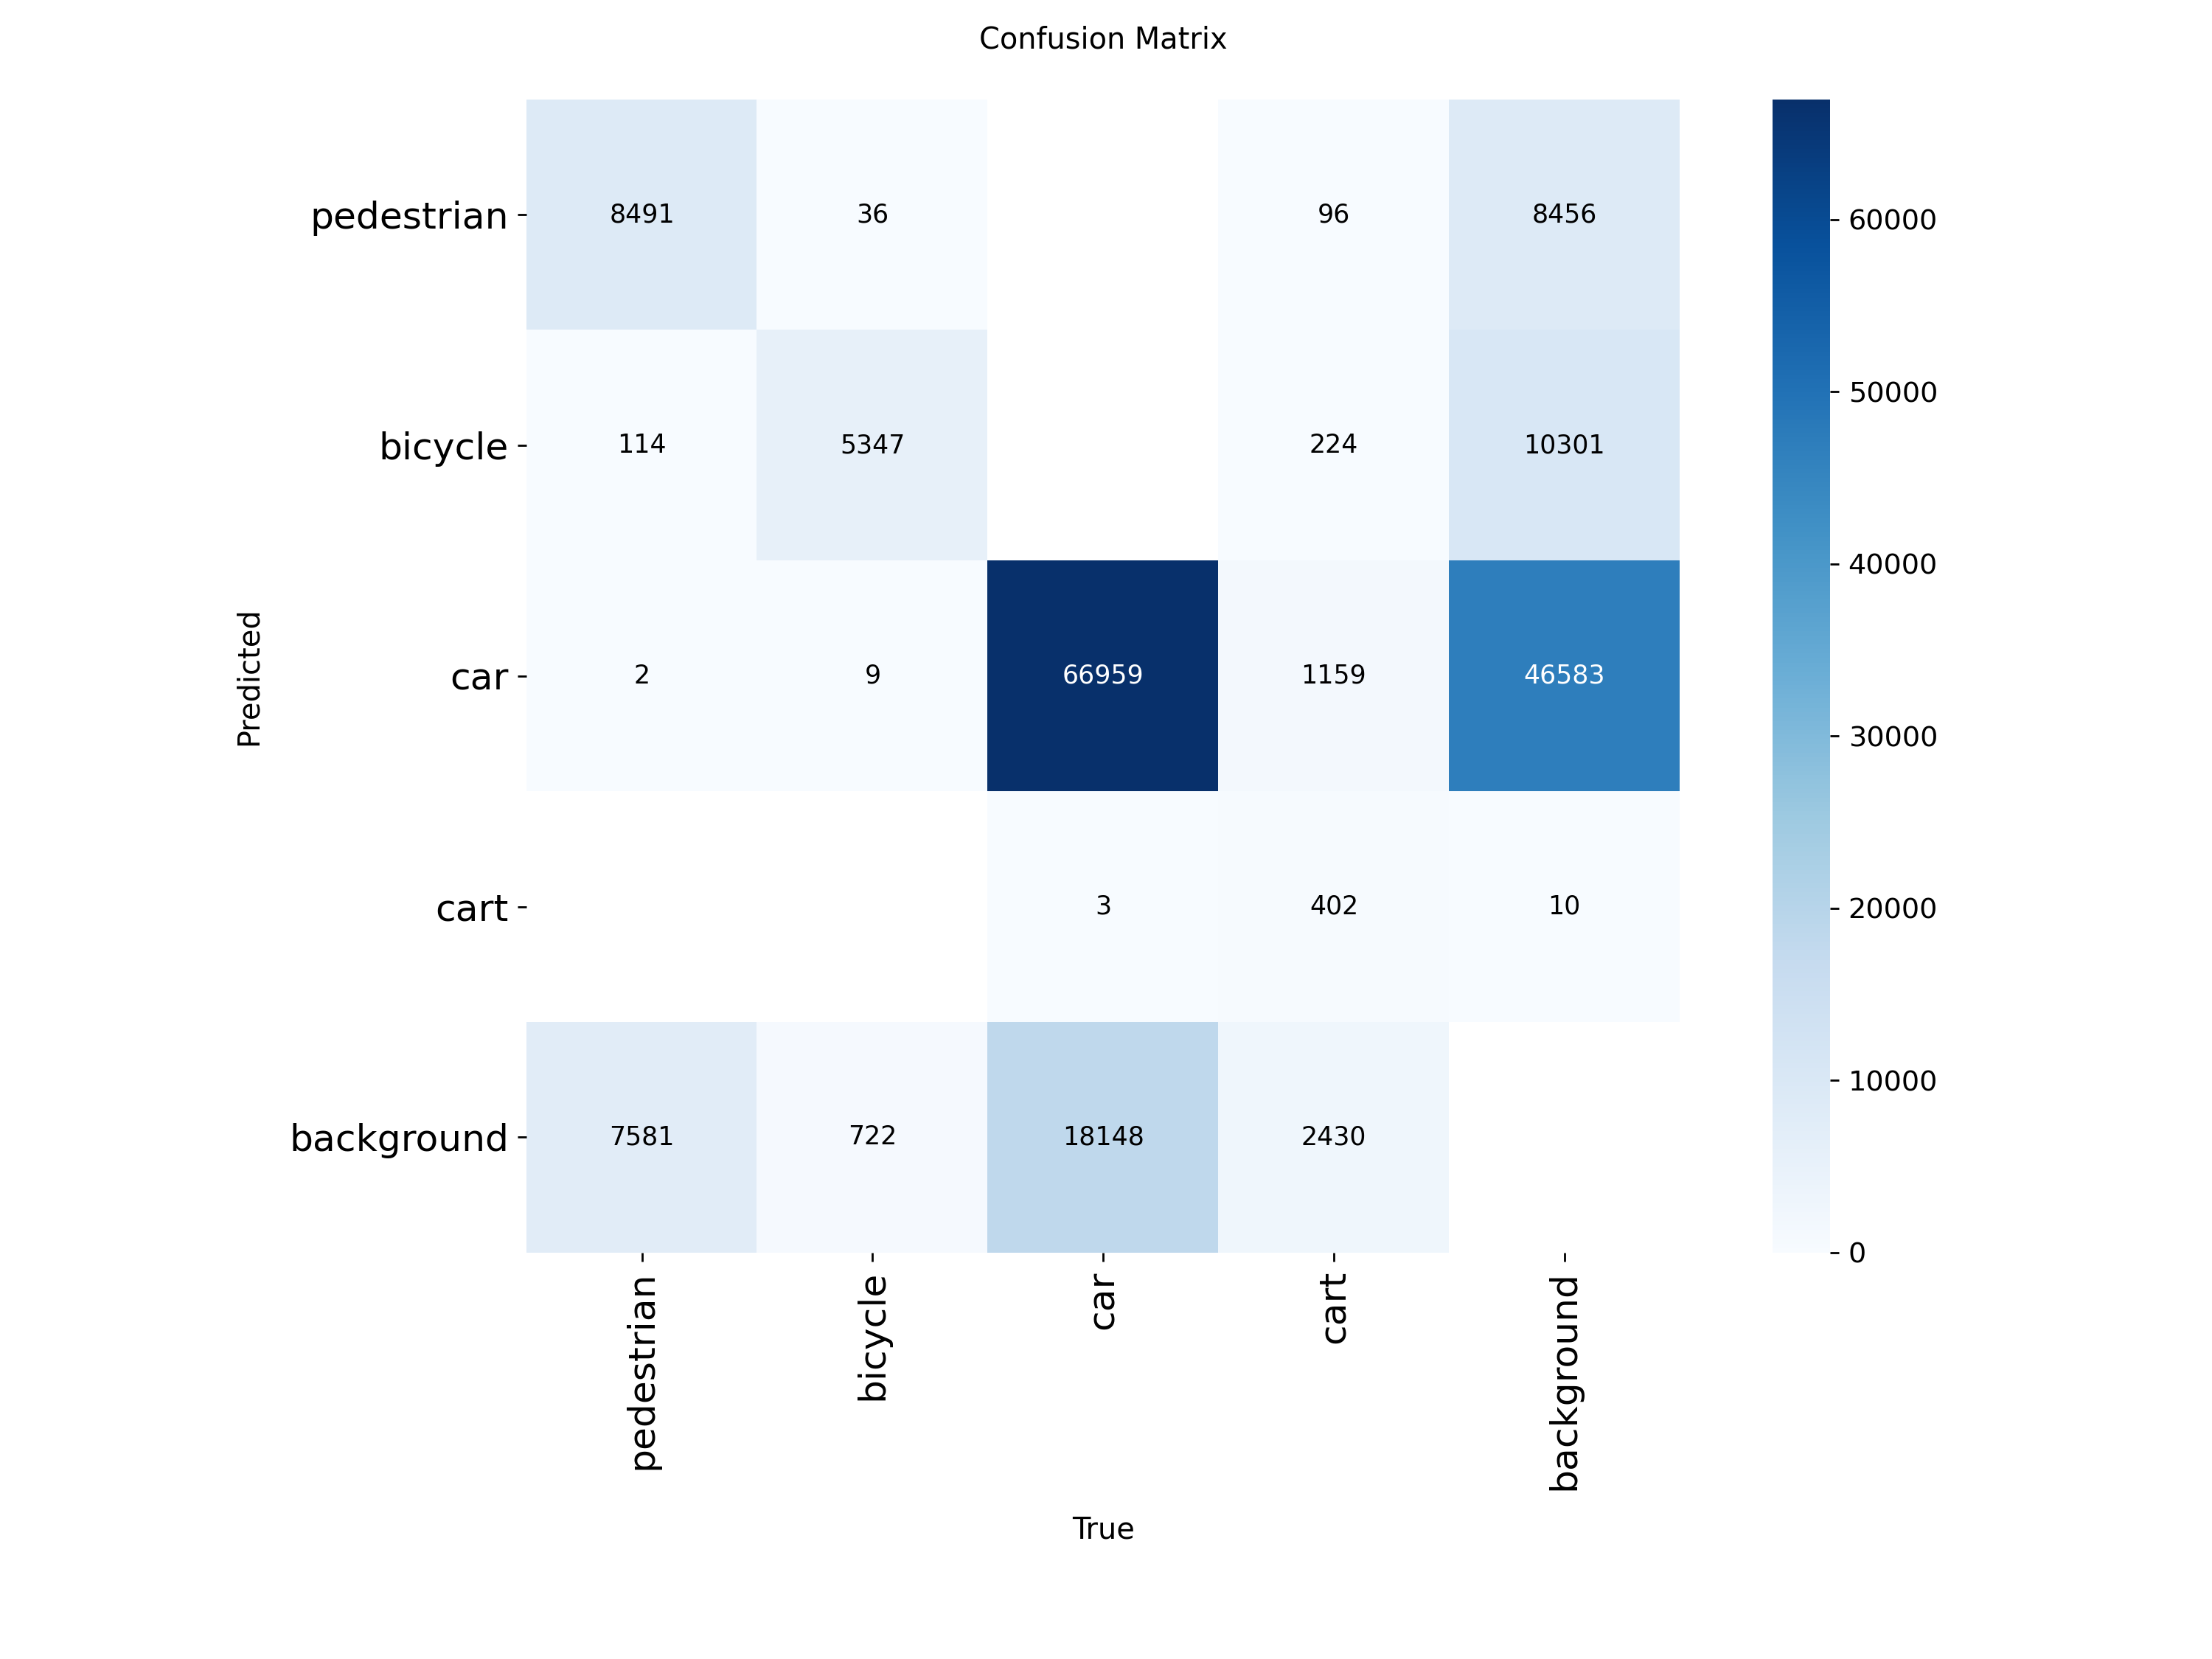 Confusion Matrix
pedestrian 8491 36 96 8456
bicycle 114 5347 224 10301
car 2 9 66959 1159 46583
cart 3 402 10
background 7581 722 18148 2430
Predicted
pedestrian bicycle car cart background
True
60000
50000
40000
30000
20000
10000
0